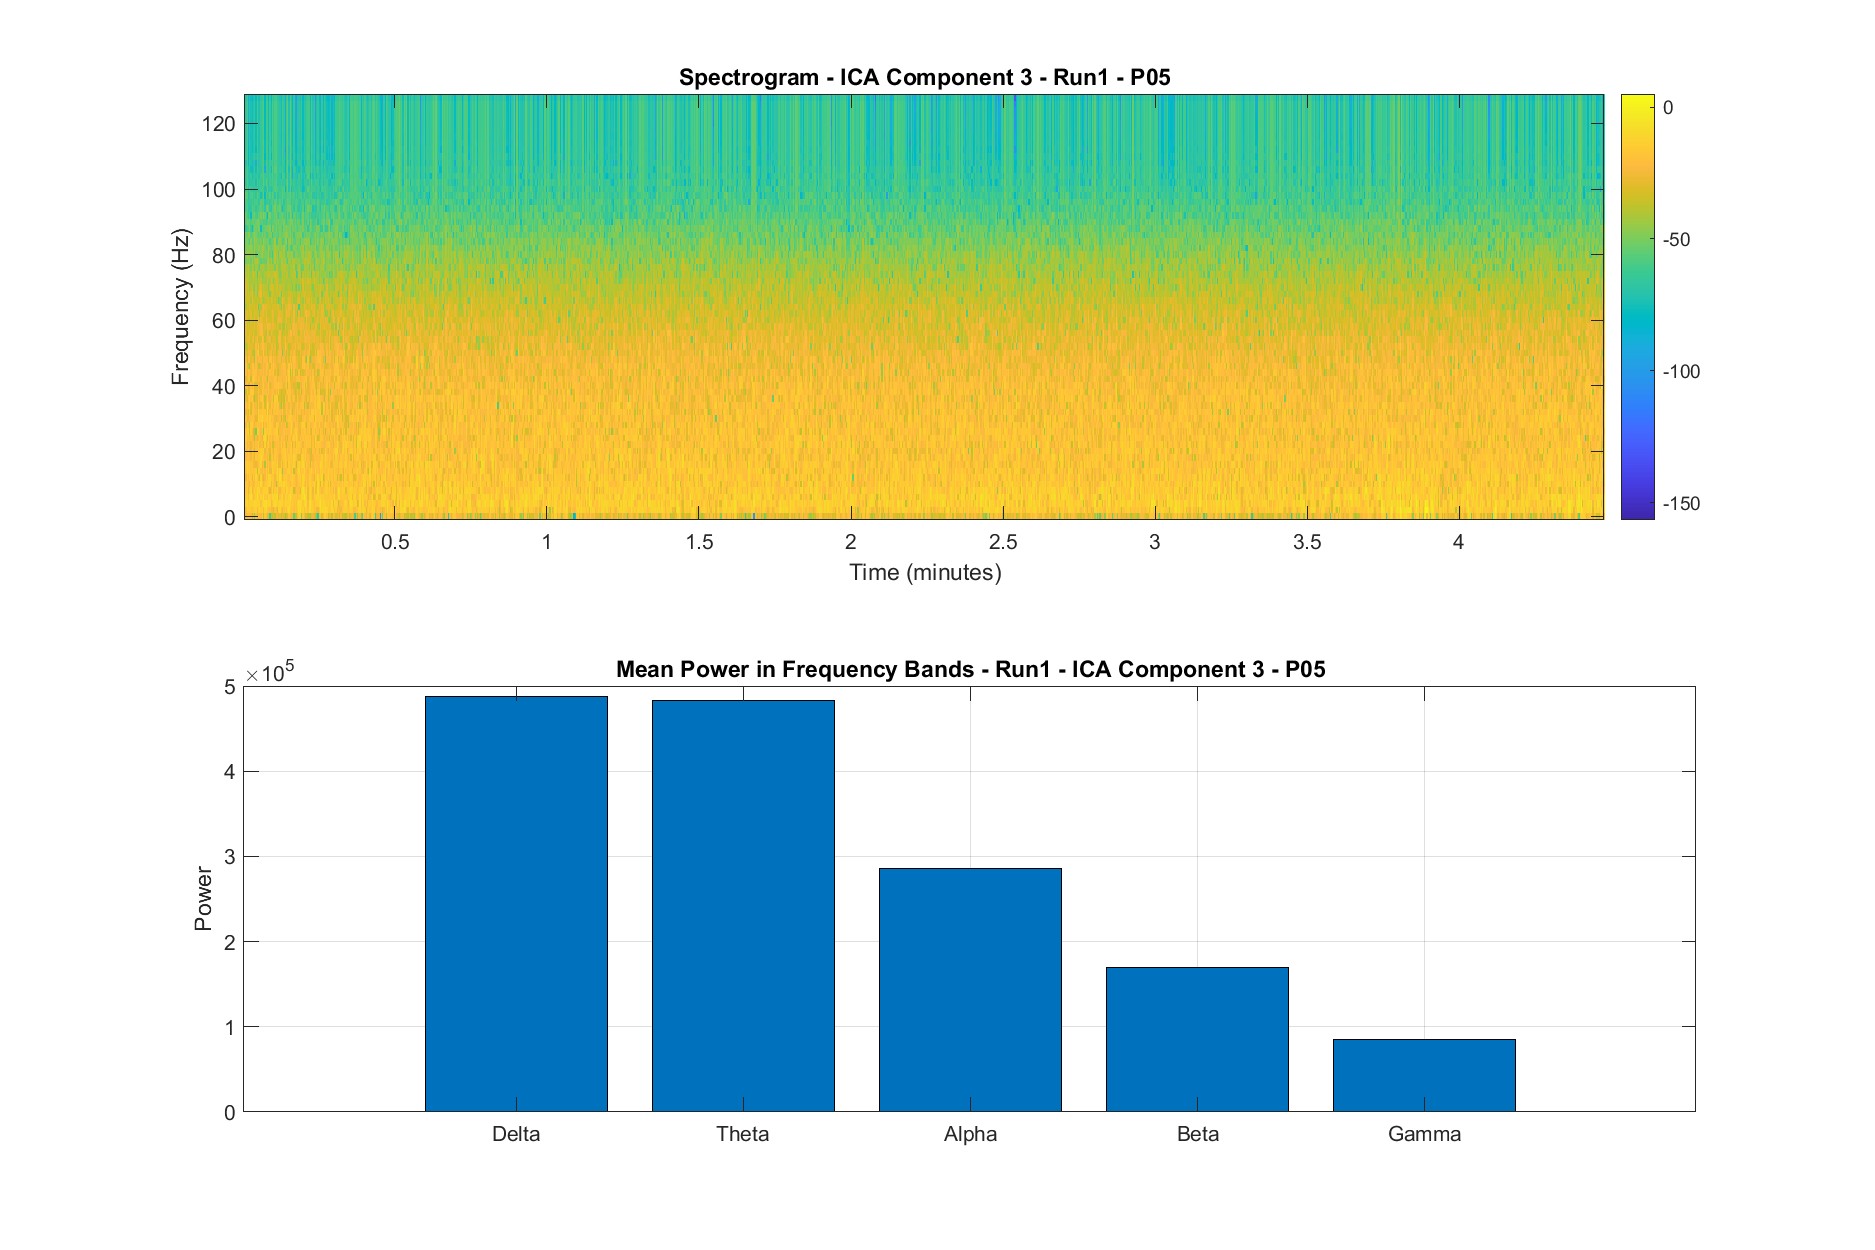 Spectrogram - ICA Component 3 - Run1 - P05
Frequency (Hz)
120
100
80
60
40
20
0
0.5 1 1.5 2 2.5 3 3.5 4
Time (minutes)
0
-50
-100
-150
Mean Power in Frequency Bands - Run1 - ICA Component 3 - P05
×10^5
Power
5
4
3
2
1
0
Delta Theta Alpha Beta Gamma